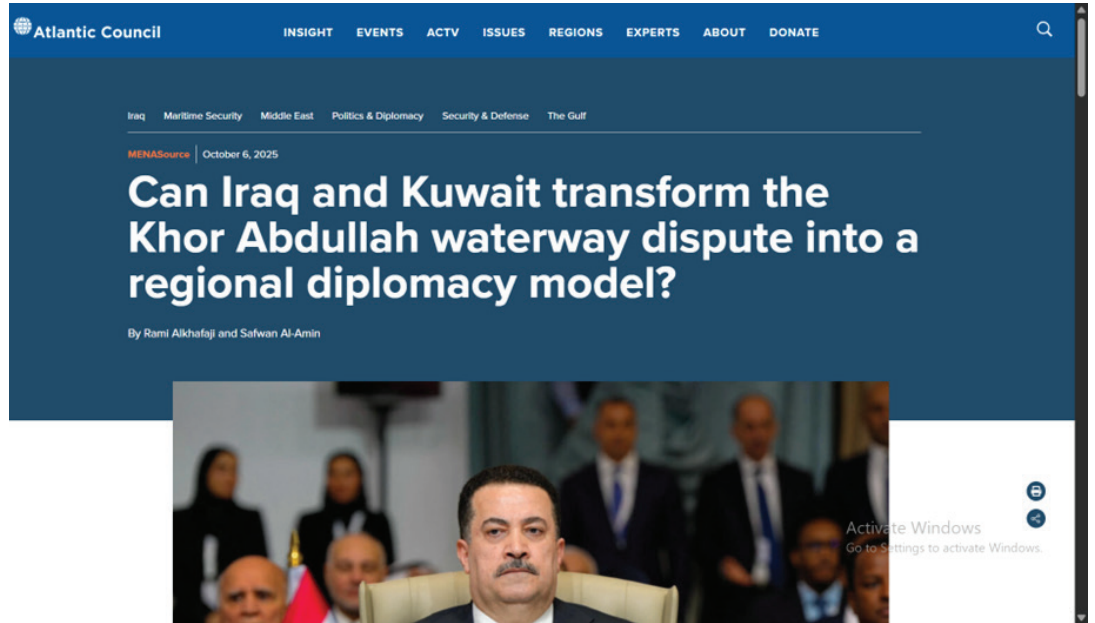 Atlantic Council
INSIGHT EVENTS ACTV ISSUES REGIONS EXPERTS ABOUT DONATE
Iraq Maritime Security Middle East Politics & Diplomacy Security & Defense The Gulf
MENASource | October 6, 2025
Can Iraq and Kuwait transform the
Khor Abdullah waterway dispute into a
regional diplomacy model?
By Rami Alkhafaji and Safwan Al-Amin
Activate Windows
Go to Settings to activate Windows.